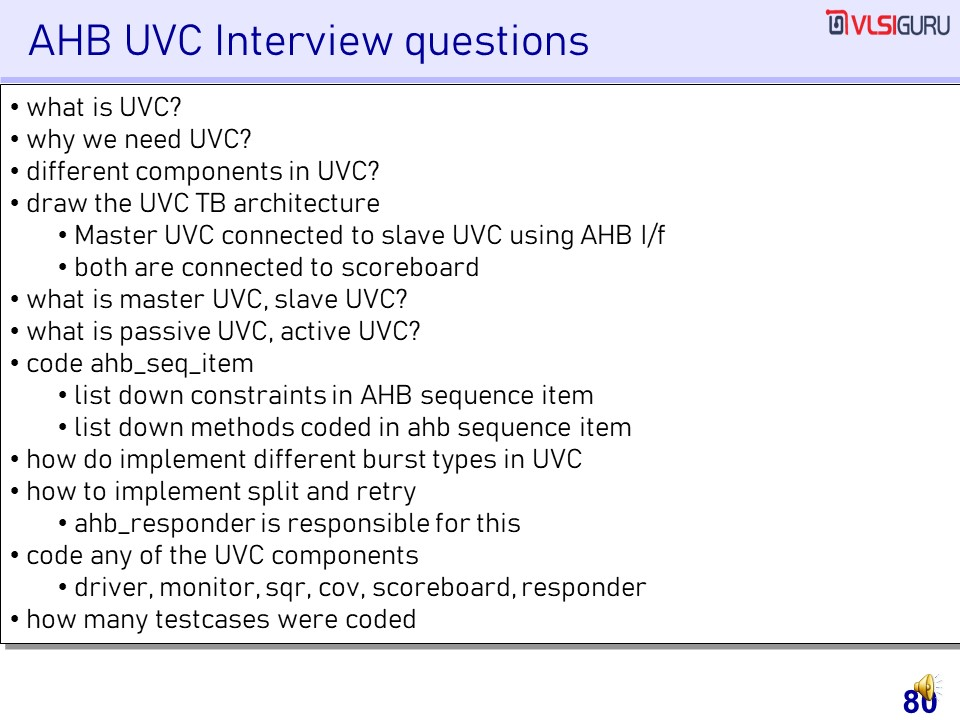 AHB UVC Interview questions
VLSIGURU
• what is UVC?
• why we need UVC?
• different components in UVC?
• draw the UVC TB architecture
• Master UVC connected to slave UVC using AHB I/f
• both are connected to scoreboard
• what is master UVC, slave UVC?
• what is passive UVC, active UVC?
• code ahb_seq_item
• list down constraints in AHB sequence item
• list down methods coded in ahb sequence item
• how do implement different burst types in UVC
• how to implement split and retry
• ahb_responder is responsible for this
• code any of the UVC components
• driver, monitor, sqr, cov, scoreboard, responder
• how many testcases were coded
80